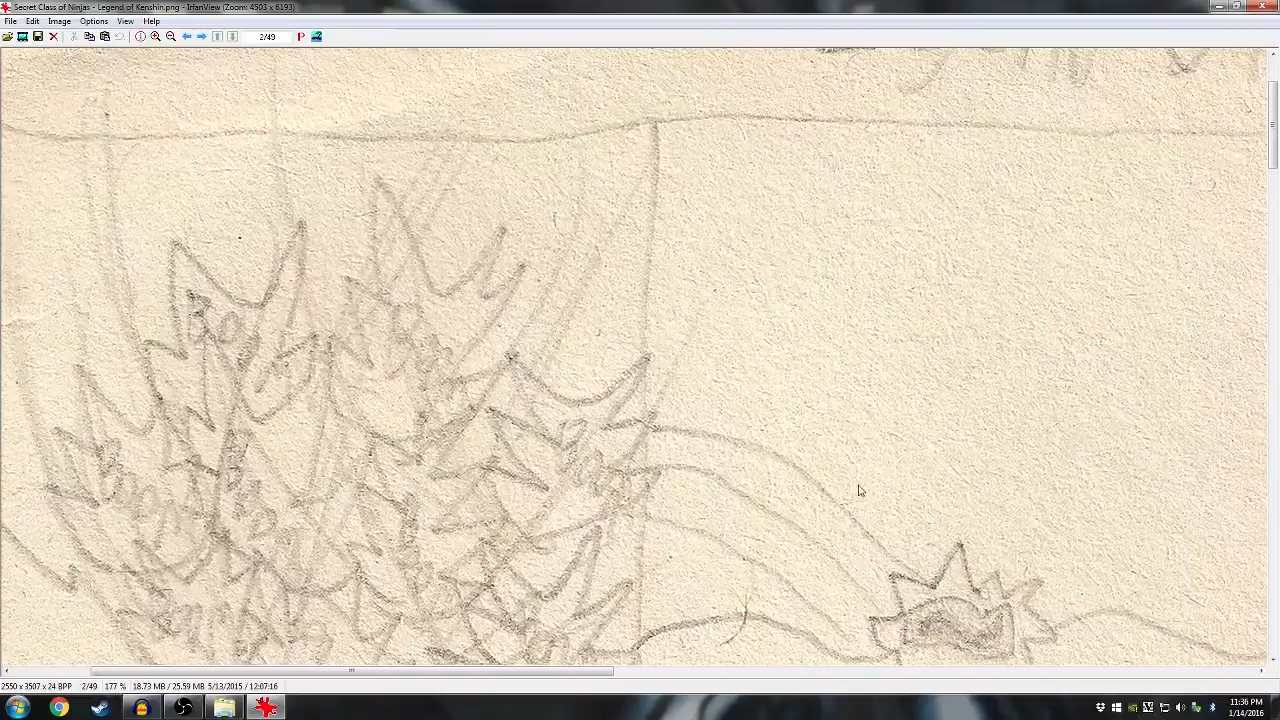 Secret Class of Ninjas - Legend of Kenshin.png - IrfanView (Zoom: 4503 x 6193)
File Edit Image Options View Help
2/49
2550 x 3507 x 24 BPP 2/49 177 % 18.73 MB / 25.59 MB 5/13/2015 / 12:07:16
11:36 PM
1/14/2016